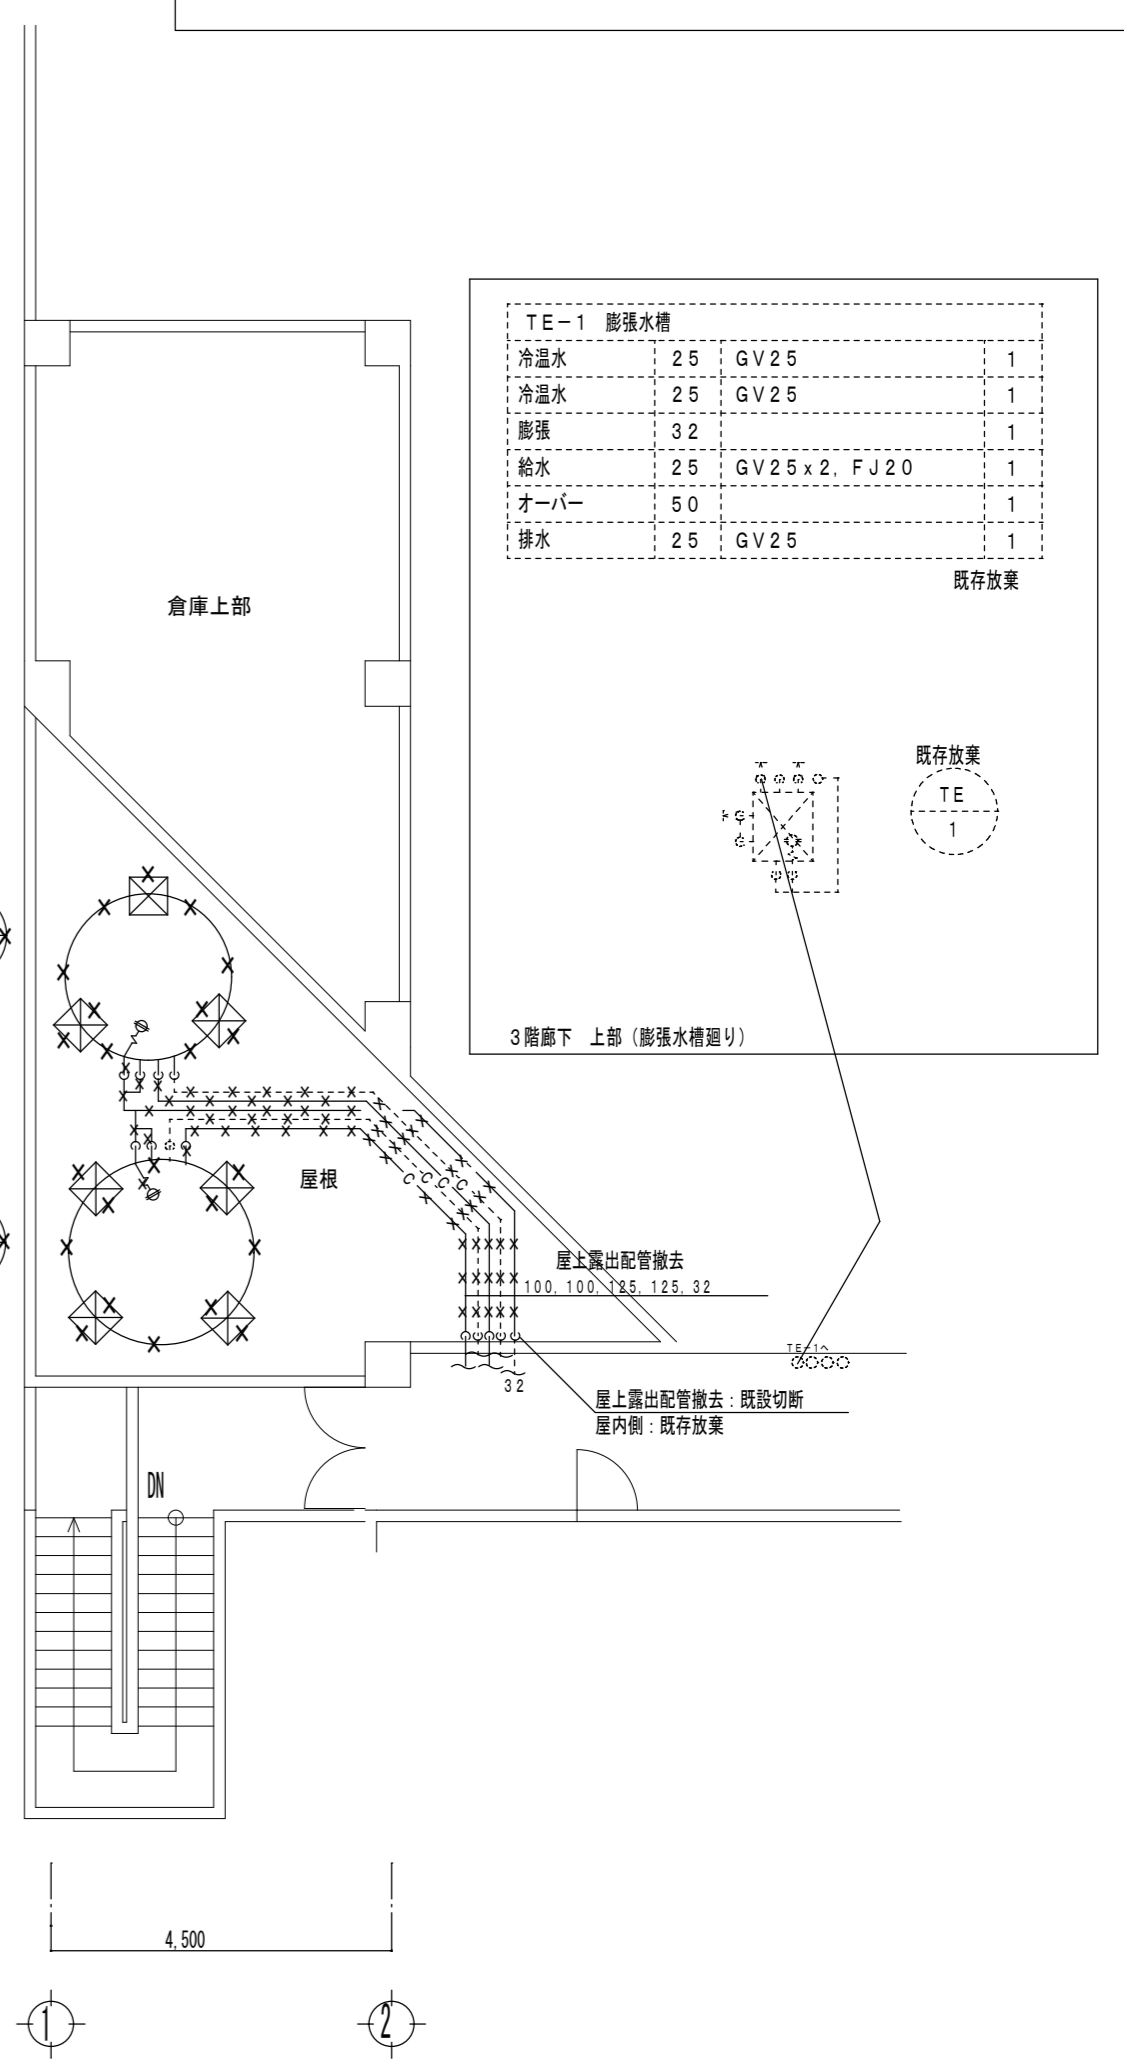 TE-1 膨張水槽
冷温水 25 GV25 1
冷温水 25 GV25 1
膨張 32 1
給水 25 GV25x2, FJ20 1
オーバー 50 1
排水 25 GV25 1
既存放棄
倉庫上部
既存放棄
TE
1
3階廊下 上部（膨張水槽廻り）
屋根
C C C C
屋上露出配管撤去
100, 100, 125, 125, 32
TE-1へ
32
屋上露出配管撤去：既設切断
屋内側：既存放棄
DN
4,500
1 2